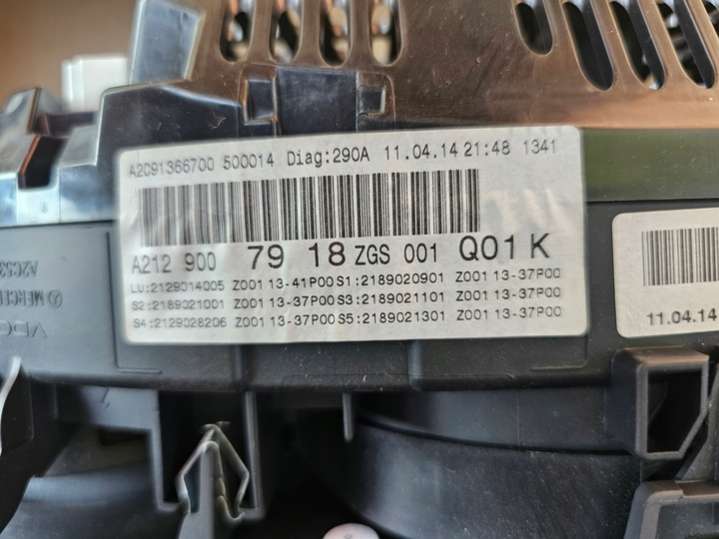 A2091366700 500014 Diag:290A 11.04.14 21:48 1341
A212 900 79 18 ZGS 001 Q01 K
LU:2129014005 Z001 13-41P00 S1:2189020901 Z001 13-37P00
S2:2189021001 Z001 13-37P00 S3:2189021101 Z001 13-37P00
S4:2129028206 Z001 13-37P00 S5:2189021301 Z001 13-37P00
11.04.14
VDO